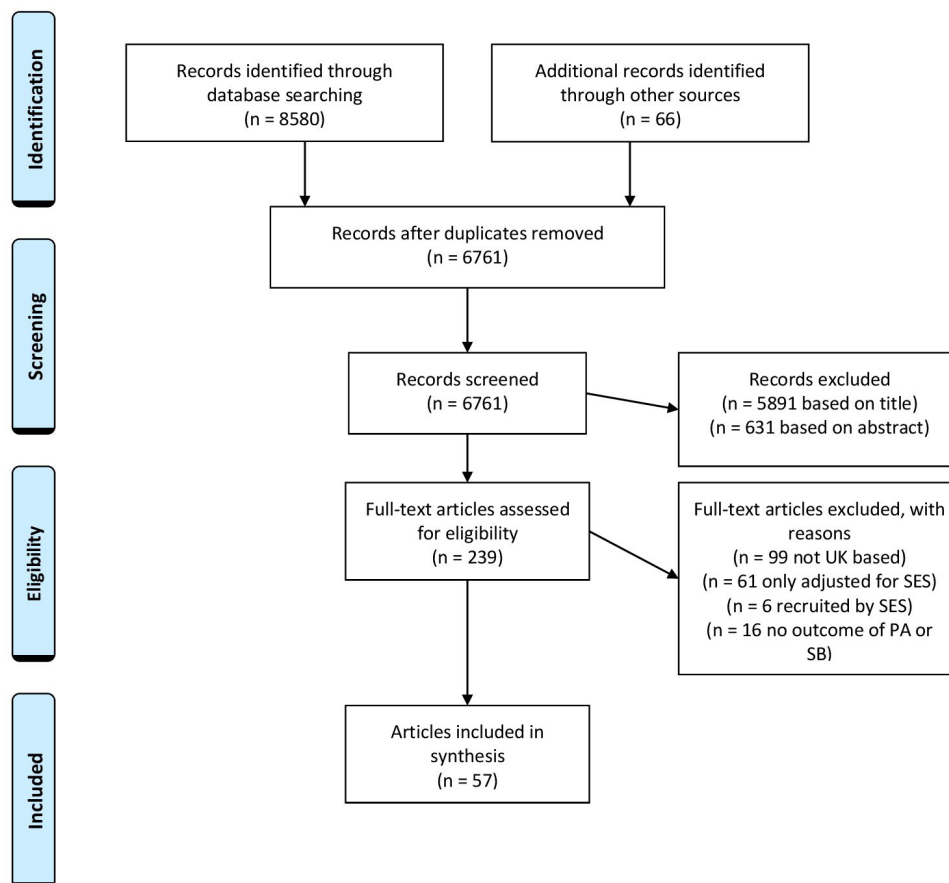 Identification
Records identified through
database searching
(n = 8580)
Additional records identified
through other sources
(n = 66)
Records after duplicates removed
(n = 6761)
Screening
Records screened
(n = 6761)
Records excluded
(n = 5891 based on title)
(n = 631 based on abstract)
Eligibility
Full-text articles assessed
for eligibility
(n = 239)
Full-text articles excluded, with
reasons
(n = 99 not UK based)
(n = 61 only adjusted for SES)
(n = 6 recruited by SES)
(n = 16 no outcome of PA or
SB)
Included
Articles included in
synthesis
(n = 57)